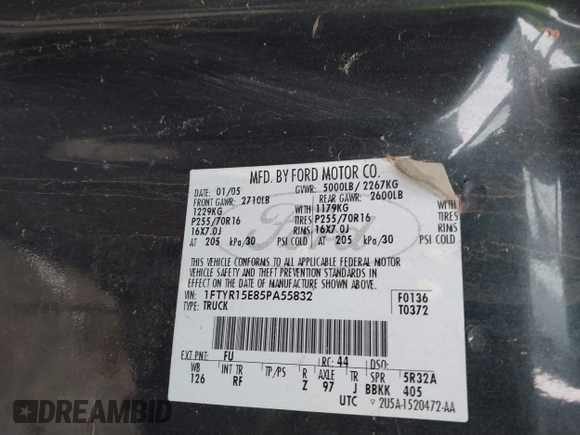 MFD. BY FORD MOTOR CO.
DATE: 01/05 GVWR: 5000LB/ 2267KG
FRONT GAWR: 2710LB REAR GAWR: 2600LB
1229KG WITH 1179KG WITH
P255/70R16 TIRES P255/70R16 TIRES
16X7.0J RIMS 16X7.0J RIMS
AT 205 kPa/30 PSI COLD AT 205 kPa/30 PSI COLD
Ford
THIS VEHICLE CONFORMS TO ALL APPLICABLE FEDERAL MOTOR
VEHICLE SAFETY AND THEFT PREVENTION STANDARDS IN
EFFECT ON THE DATE OF MANUFACTURE SHOWN ABOVE.
VIN: 1FTYR15E85PA55832 F0136
TYPE: TRUCK T0372
EXT PNT: FU RC: 44 DSO:
WB INT TR TP/PS R AXLE TR SPR 5R32A
126 RF Z 97 J BBKK 405
UTC ▽ 2U5A-1520472-AA
DREAMBID